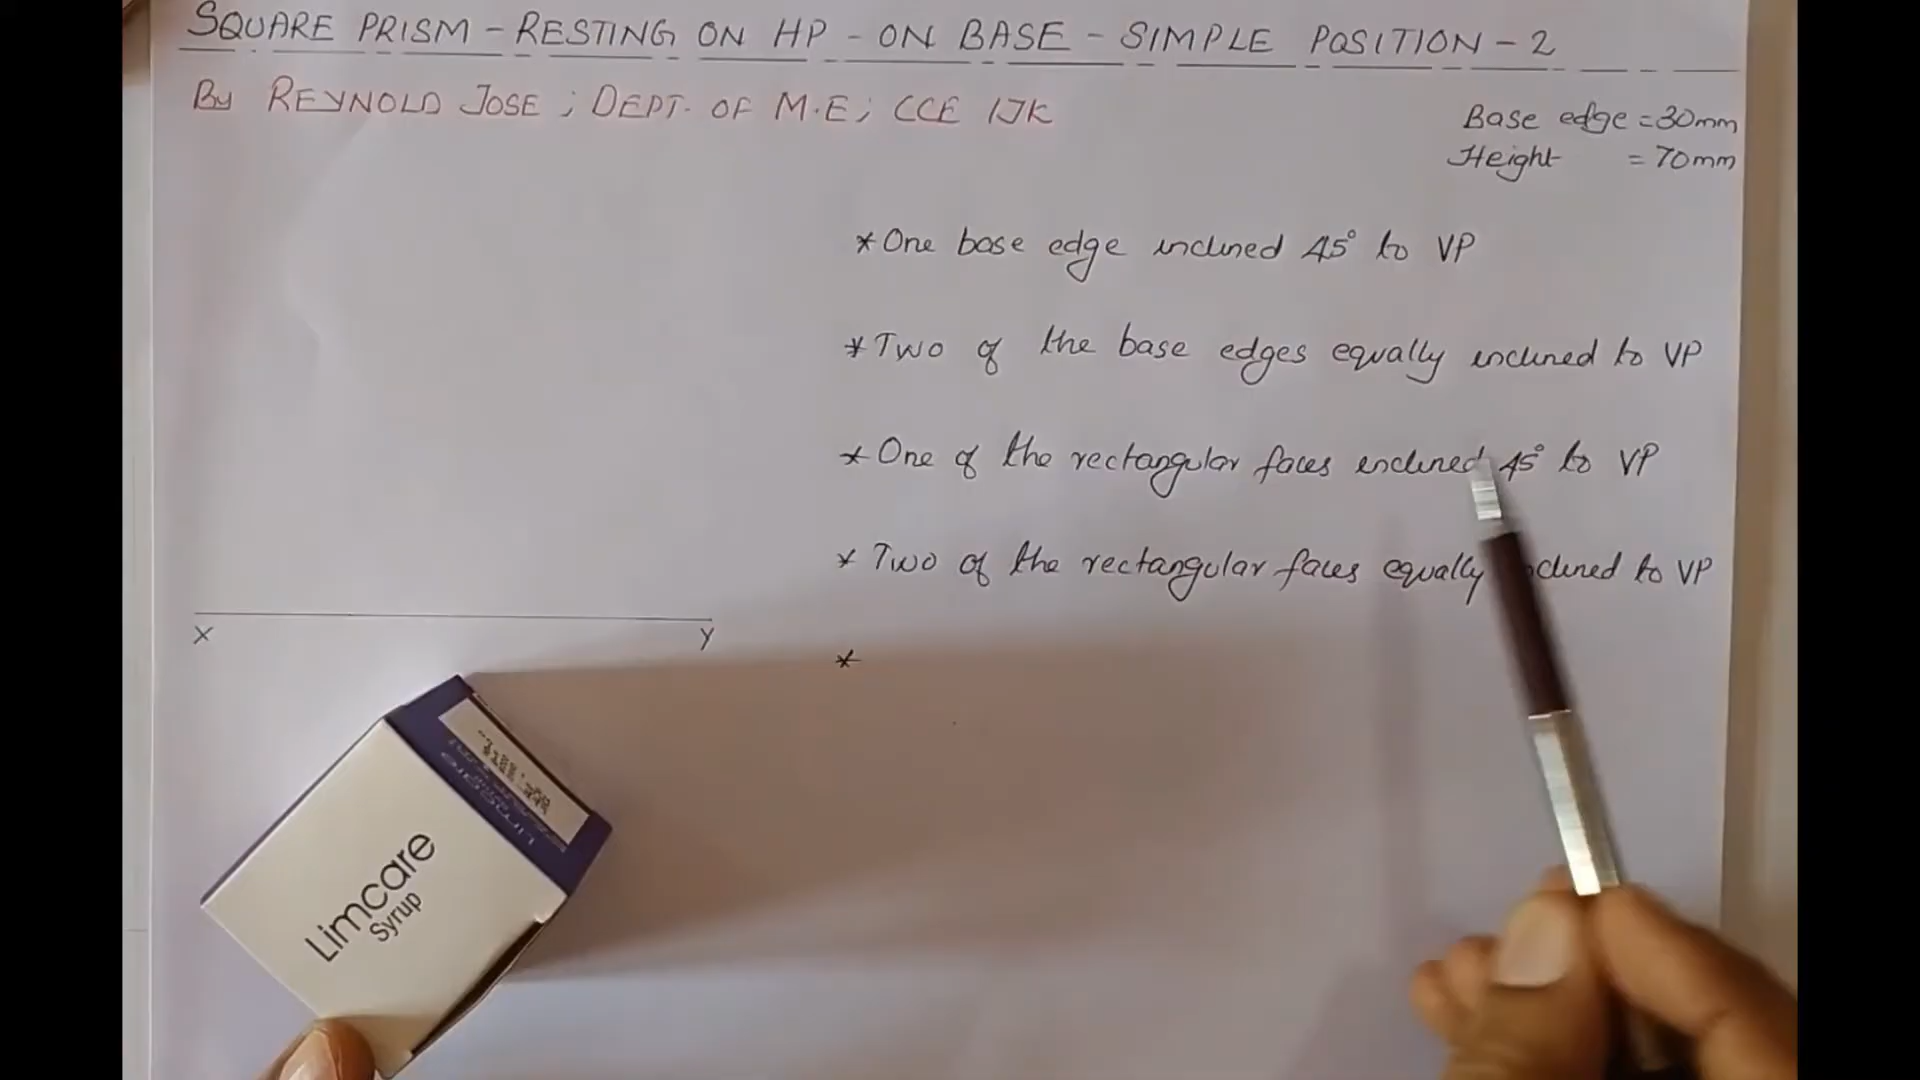 SQUARE PRISM - RESTING ON HP - ON BASE - SIMPLE POSITION - 2
By REYNOLD JOSE ; DEPT. OF M.E ; CCE IJK
Base edge = 30mm
Height = 70mm
* One base edge inclined 45° to VP
* Two of the base edges equally inclined to VP
* One of the rectangular faces inclined 45° to VP
* Two of the rectangular faces equally inclined to VP
X Y
*
Limcare
Syrup